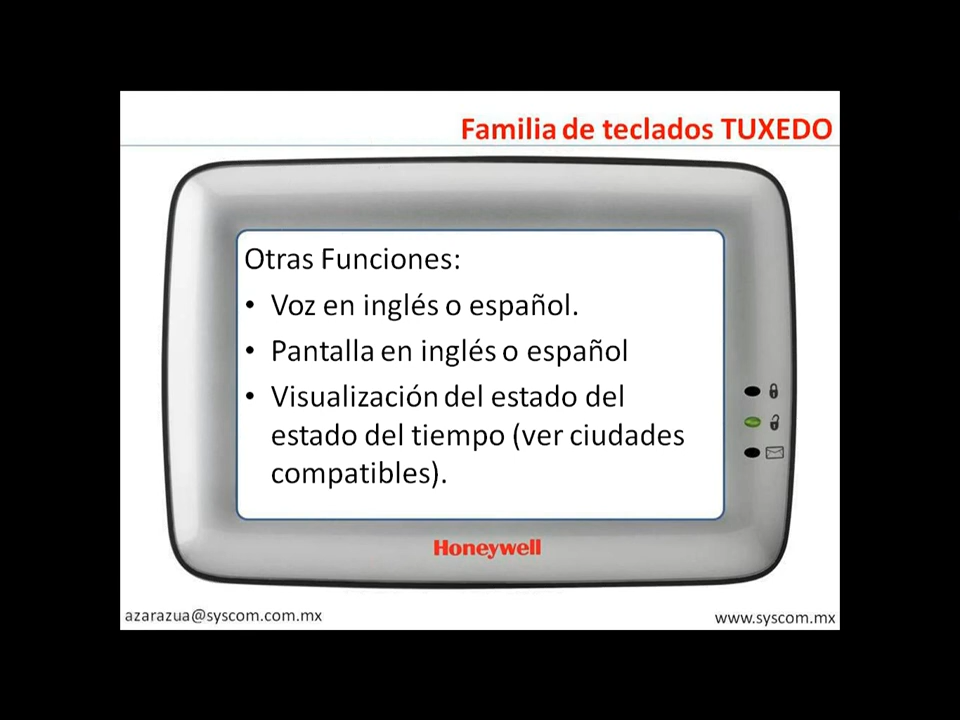 Familia de teclados TUXEDO
Otras Funciones:
• Voz en inglés o español.
• Pantalla en inglés o español
• Visualización del estado del
estado del tiempo (ver ciudades
compatibles).
Honeywell
azarazua@syscom.com.mx
www.syscom.mx